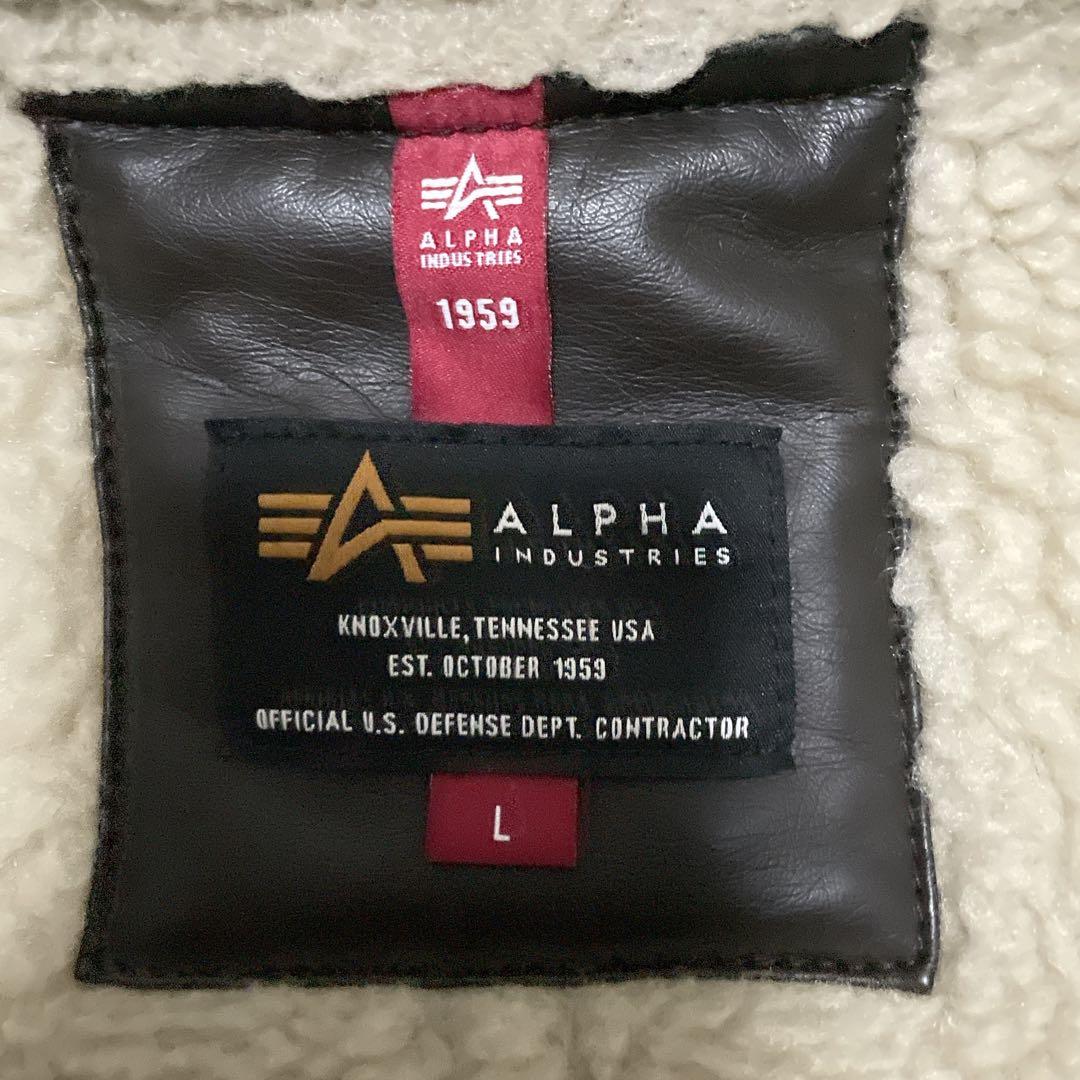 ALPHA
INDUSTRIES
1959
ALPHA
INDUSTRIES
KNOXVILLE, TENNESSEE USA
EST. OCTOBER 1959
OFFICIAL U.S. DEFENSE DEPT. CONTRACTOR
L